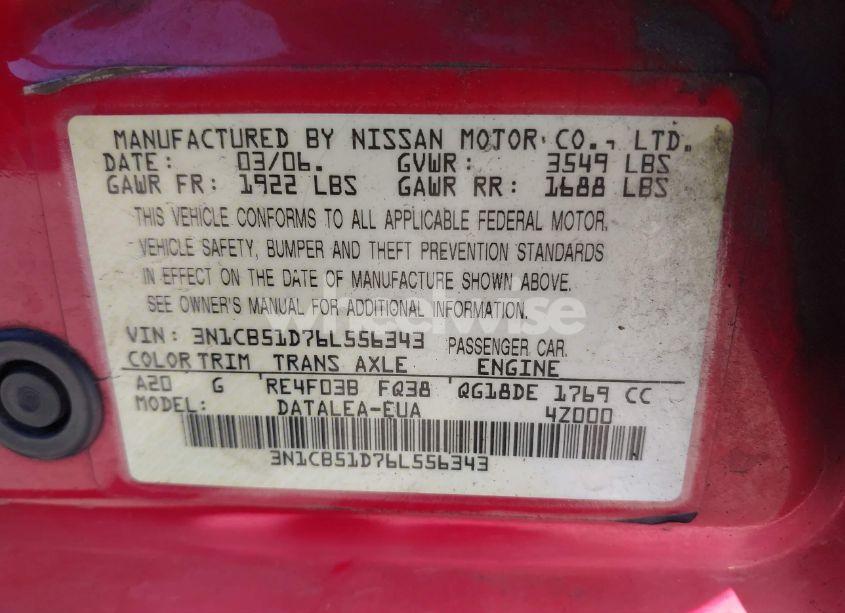 MANUFACTURED BY NISSAN MOTOR CO., LTD.
DATE: 03/06. GVWR: 3549 LBS
GAWR FR: 1922 LBS GAWR RR: 1688 LBS
THIS VEHICLE CONFORMS TO ALL APPLICABLE FEDERAL MOTOR,
VEHICLE SAFETY, BUMPER AND THEFT PREVENTION STANDARDS
IN EFFECT ON THE DATE OF MANUFACTURE SHOWN ABOVE.
SEE OWNER'S MANUAL FOR ADDITIONAL INFORMATION.
VIN: 3N1CB51D76L556343 PASSENGER CAR.
COLOR TRIM TRANS AXLE ENGINE
A20 G RE4F03B FQ38 QG18DE 1769 CC
MODEL: DATALEA-EUA 4Z000
3N1CB51D76L556343